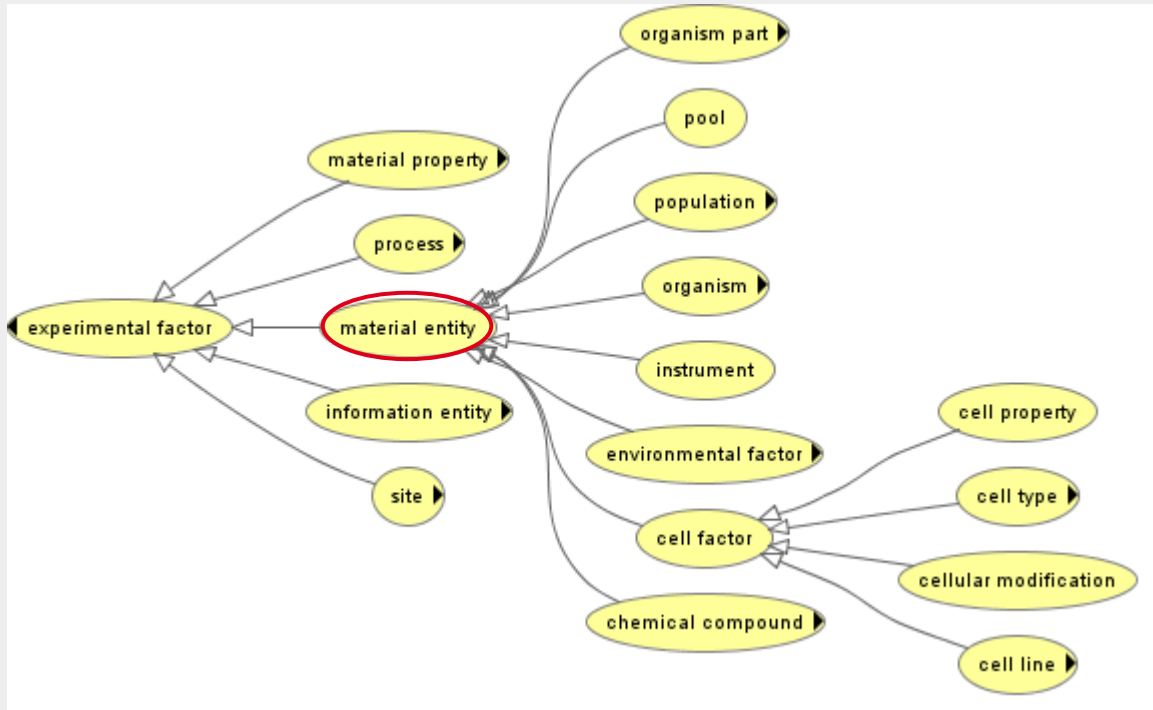 organism part
pool
material property
population
process
organism
experimental factor
material entity
instrument
information entity
cell property
environmental factor
site
cell type
cell factor
cellular modification
chemical compound
cell line